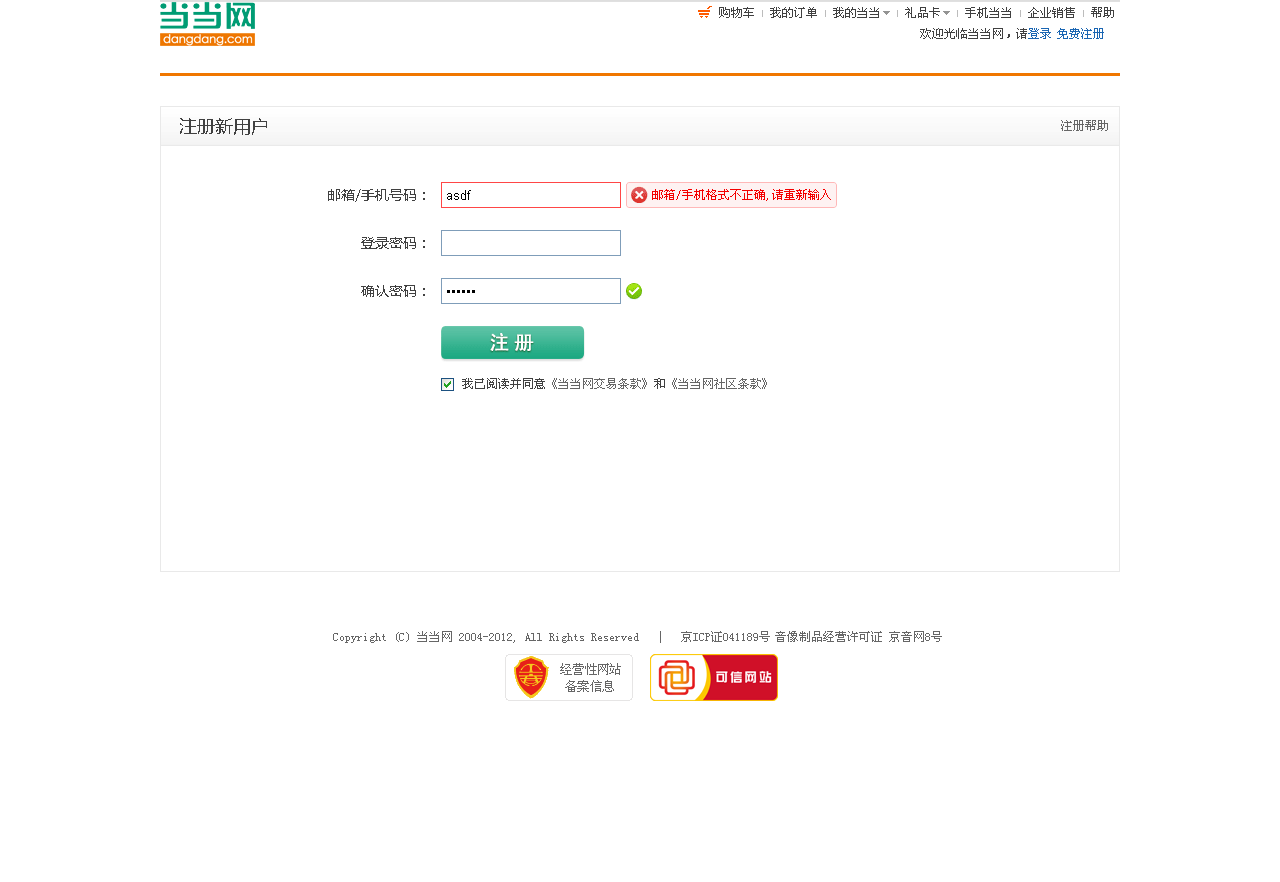 当当网
dangdang.com
购物车 我的订单 我的当当 礼品卡 手机当当 企业销售 帮助
欢迎光临当当网，请登录 免费注册
注册新用户 注册帮助
邮箱/手机号码： asdf 邮箱/手机格式不正确, 请重新输入
登录密码：
确认密码： ••••••
注 册
我已阅读并同意《当当网交易条款》和《当当网社区条款》
Copyright (C) 当当网 2004-2012, All Rights Reserved | 京ICP证041189号 音像制品经营许可证 京音网8号
经营性网站
备案信息
可信网站